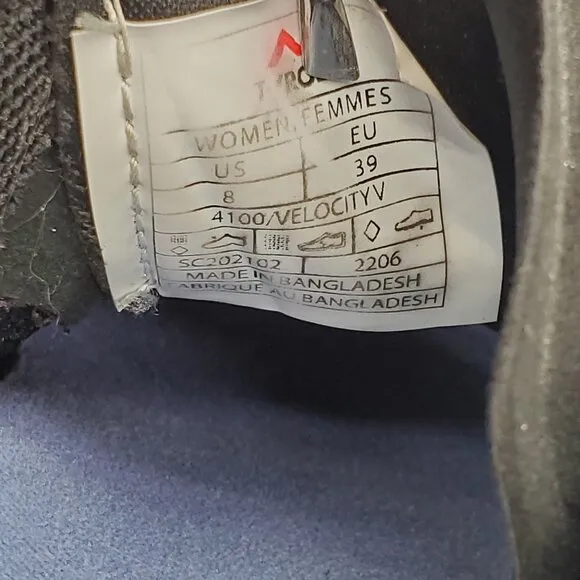 WOMEN, FEMMES
US EU
8 39
4100/VELOCITYV
SC202102 2206
MADE IN BANGLADESH
FABRIQUE AU BANGLADESH